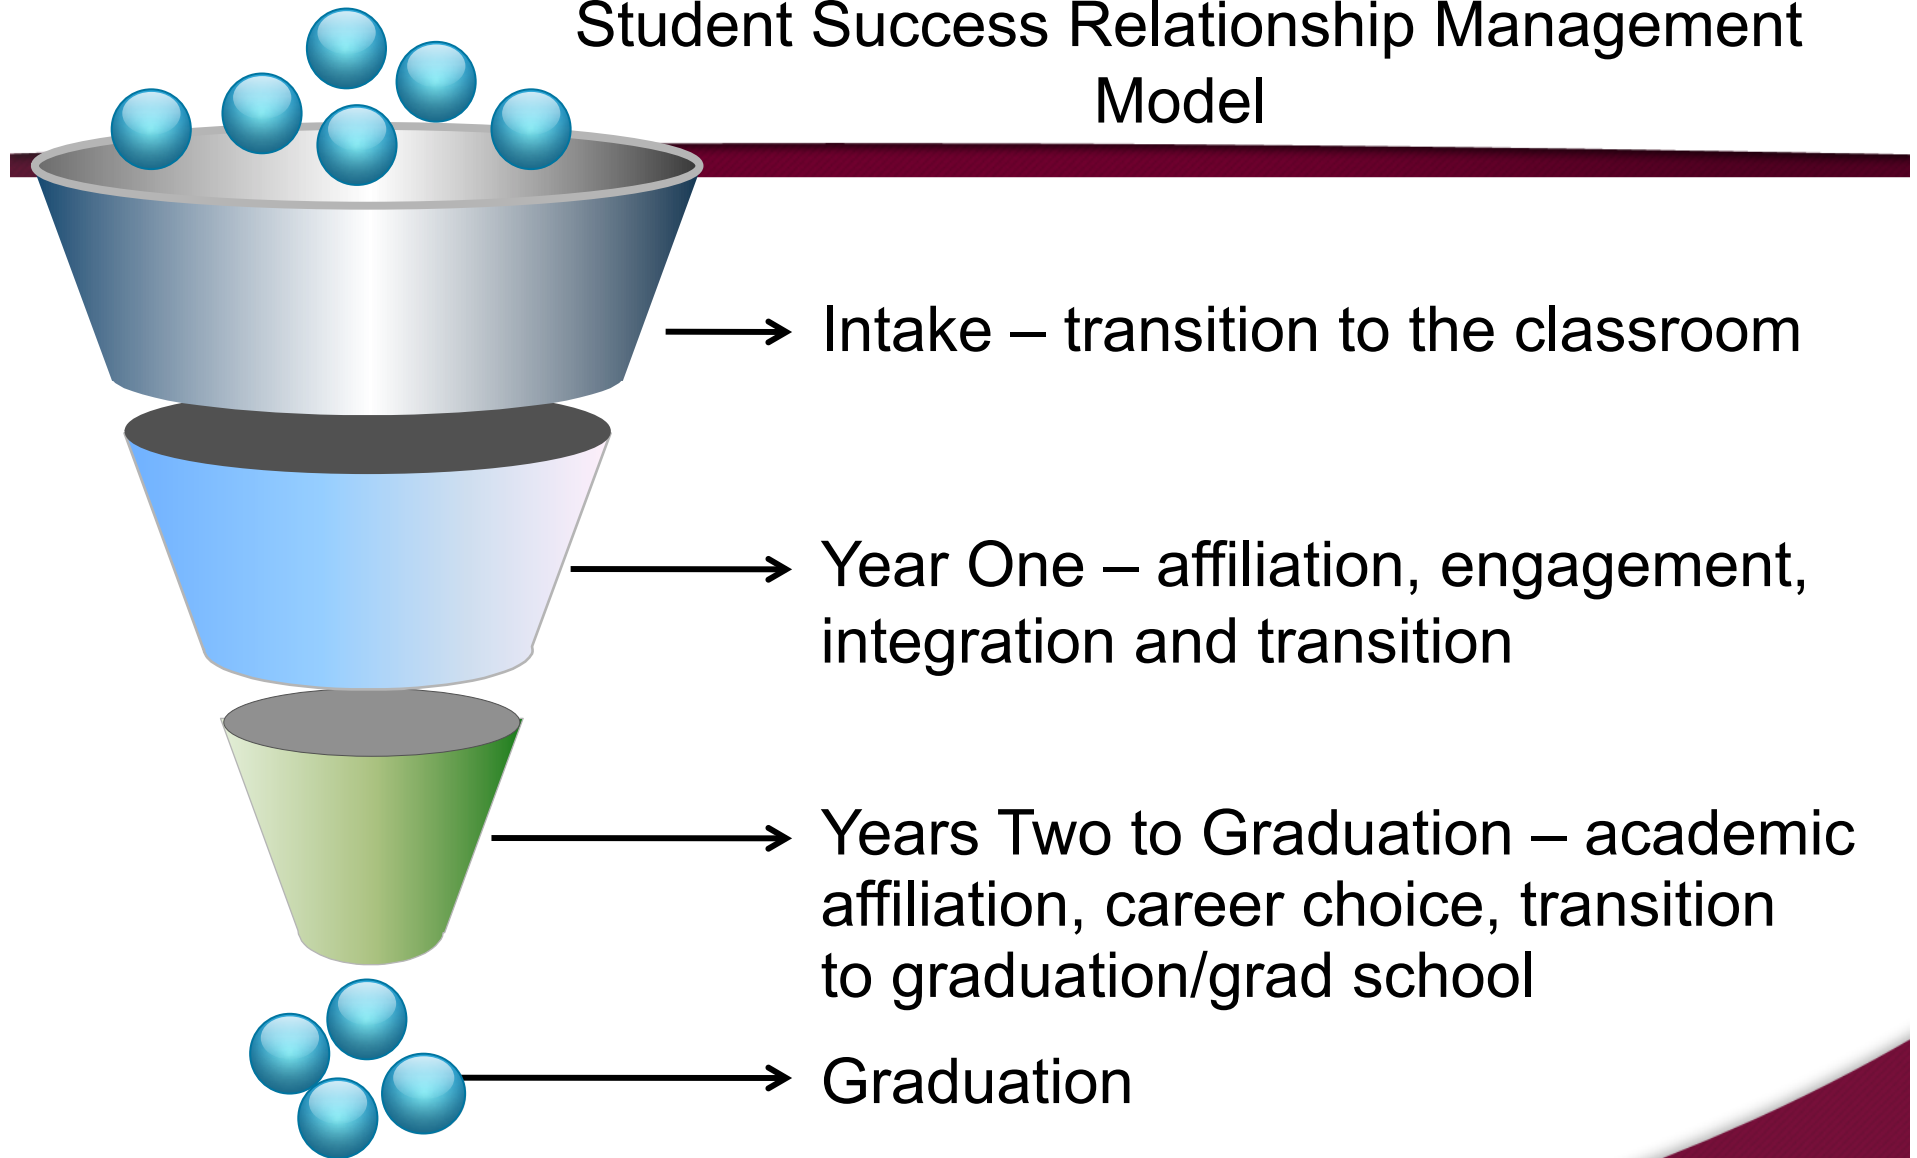 Student Success Relationship Management
Model
Intake – transition to the classroom
Year One – affiliation, engagement,
integration and transition
Years Two to Graduation – academic
affiliation, career choice, transition
to graduation/grad school
Graduation